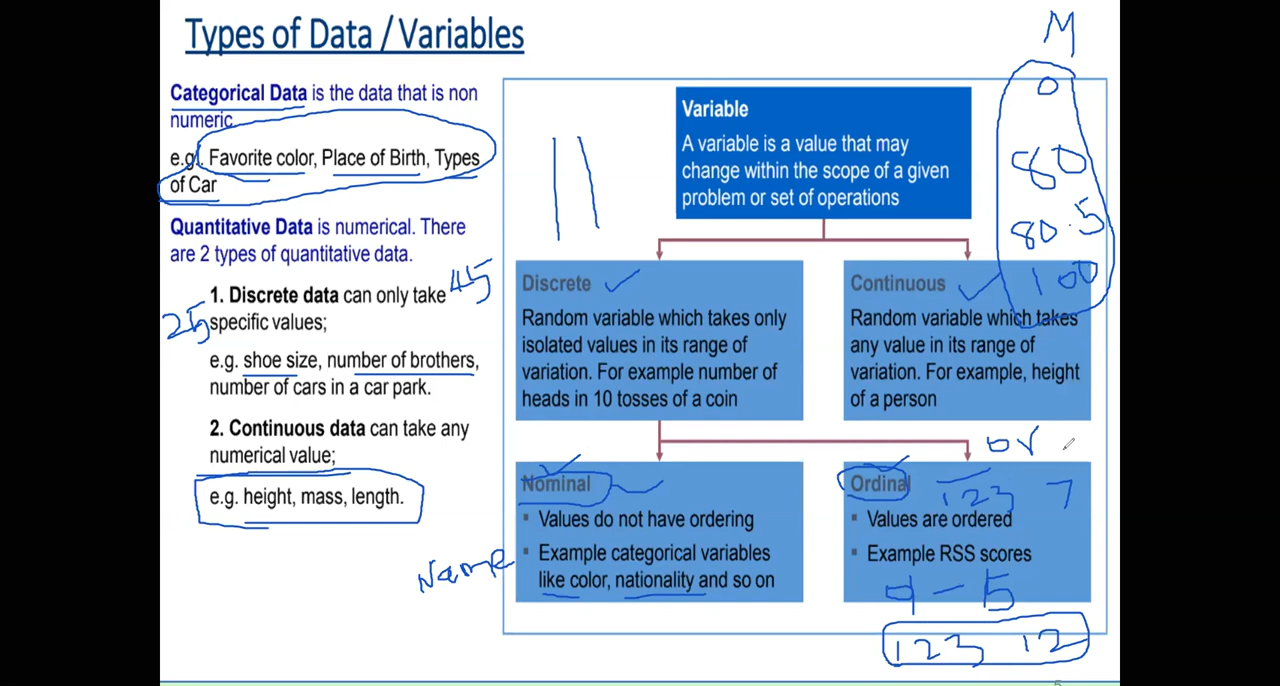 Types of Data / Variables
Categorical Data is the data that is non
numeric
e.g. Favorite color, Place of Birth, Types
of Car
Quantitative Data is numerical. There
are 2 types of quantitative data.
1. Discrete data can only take
45
25
specific values;
e.g. shoe size, number of brothers,
number of cars in a car park.
2. Continuous data can take any
numerical value;
e.g. height, mass, length.
Variable
A variable is a value that may
change within the scope of a given
problem or set of operations
M
0
80
80.5
100
11
Discrete
Random variable which takes only
isolated values in its range of
variation. For example number of
heads in 10 tosses of a coin
Continuous
Random variable which takes
any value in its range of
variation. For example, height
of a person
Nominal
Values do not have ordering
Example categorical variables
like color, nationality and so on
Name
or
Ordinal 123 7
Values are ordered
Example RSS scores
4 - 5
123 12